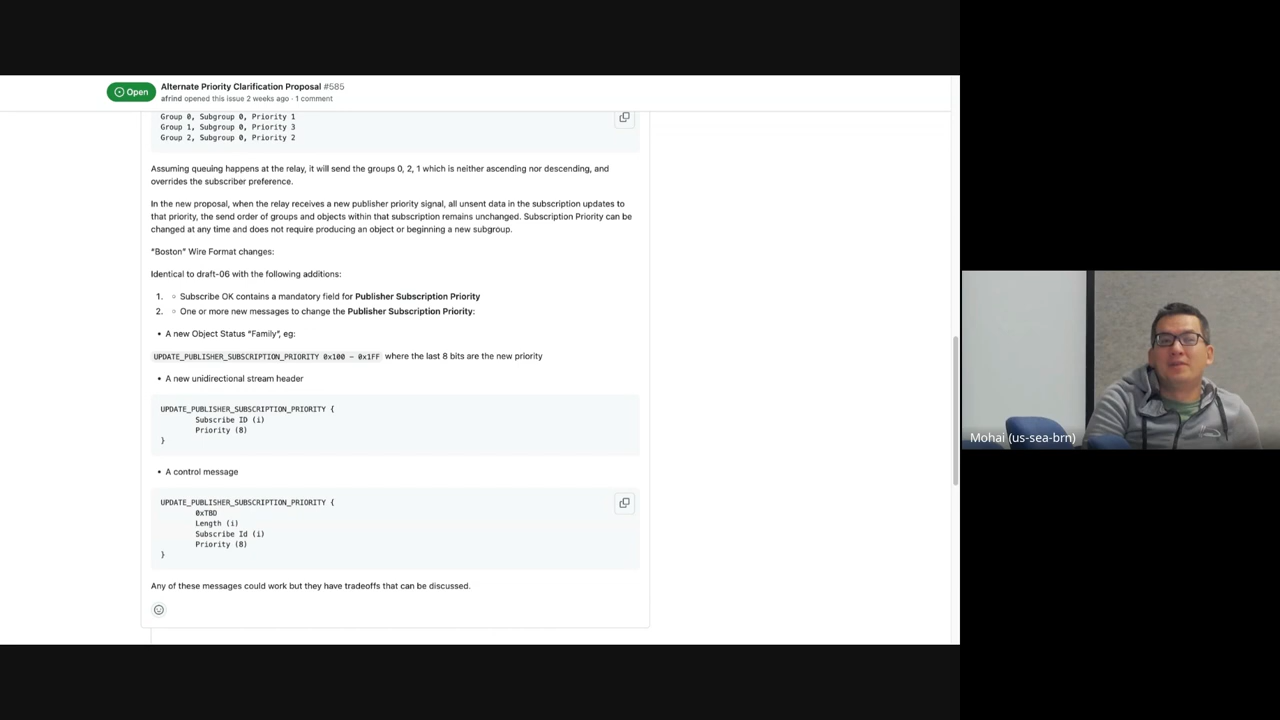 Open
Alternate Priority Clarification Proposal #585
afrind opened this issue 2 weeks ago · 1 comment
Group 0, Subgroup 0, Priority 1
Group 1, Subgroup 0, Priority 3
Group 2, Subgroup 0, Priority 2
Assuming queuing happens at the relay, it will send the groups 0, 2, 1 which is neither ascending nor descending, and
overrides the subscriber preference.
In the new proposal, when the relay receives a new publisher priority signal, all unsent data in the subscription updates to
that priority, the send order of groups and objects within that subscription remains unchanged. Subscription Priority can be
changed at any time and does not require producing an object or beginning a new subgroup.
"Boston" Wire Format changes:
Identical to draft-06 with the following additions:
1. ◦ Subscribe OK contains a mandatory field for Publisher Subscription Priority
2. ◦ One or more new messages to change the Publisher Subscription Priority:
• A new Object Status "Family", eg:
UPDATE_PUBLISHER_SUBSCRIPTION_PRIORITY 0x100 – 0x1FF where the last 8 bits are the new priority
• A new unidirectional stream header
UPDATE_PUBLISHER_SUBSCRIPTION_PRIORITY {
Subscribe ID (i)
Priority (8)
}
• A control message
UPDATE_PUBLISHER_SUBSCRIPTION_PRIORITY {
0xTBD
Length (i)
Subscribe Id (i)
Priority (8)
}
Any of these messages could work but they have tradeoffs that can be discussed.
Mohai (us-sea-brn)